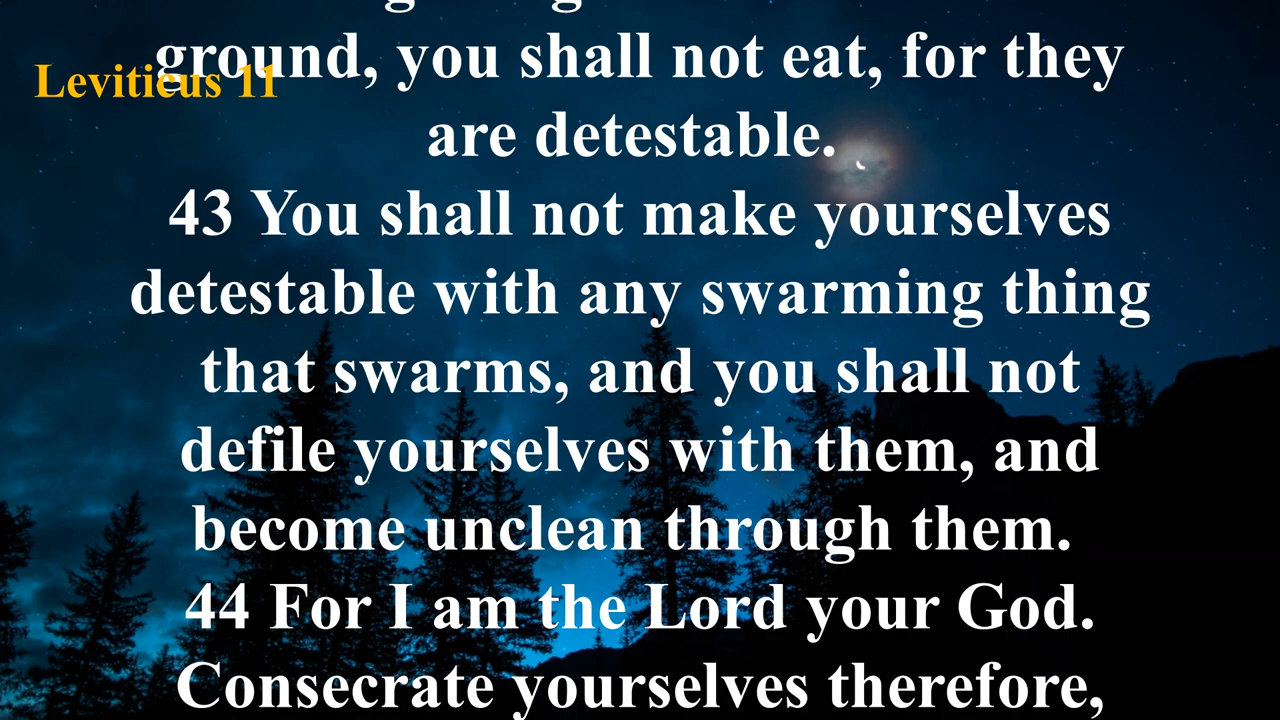 Leviticus 11
ground, you shall not eat, for they
are detestable.
43 You shall not make yourselves
detestable with any swarming thing
that swarms, and you shall not
defile yourselves with them, and
become unclean through them.
44 For I am the Lord your God.
Consecrate yourselves therefore,